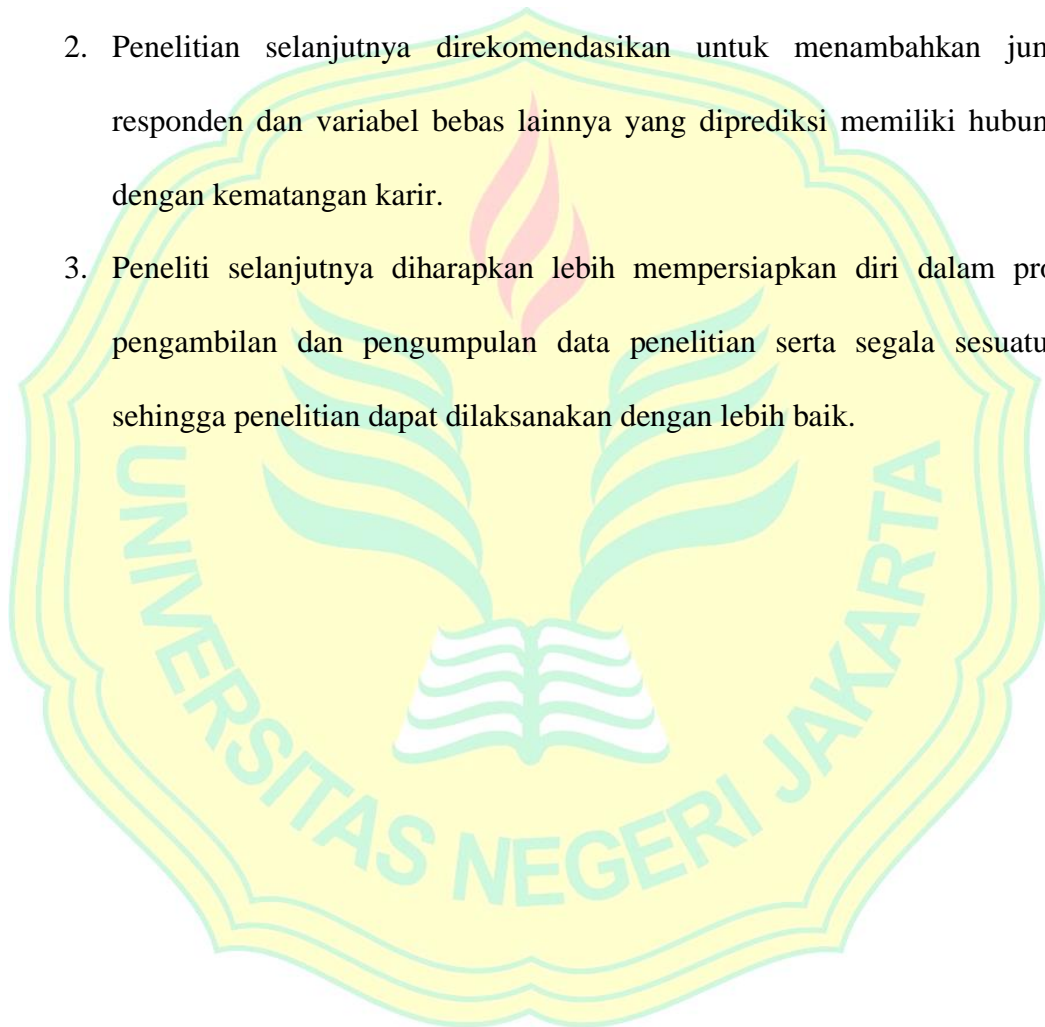 2. Penelitian selanjutnya direkomendasikan untuk menambahkan
responden dan variabel bebas lainnya yang diprediksi memiliki
dengan kematangan karir.
3. Peneliti selanjutnya diharapkan lebih mempersiapkan diri dalam
pengambilan dan pengumpulan data penelitian serta segala sesuatu
sehingga penelitian dapat dilaksanakan dengan lebih baik.
UNIVERSITAS NEGERI JAKARTA